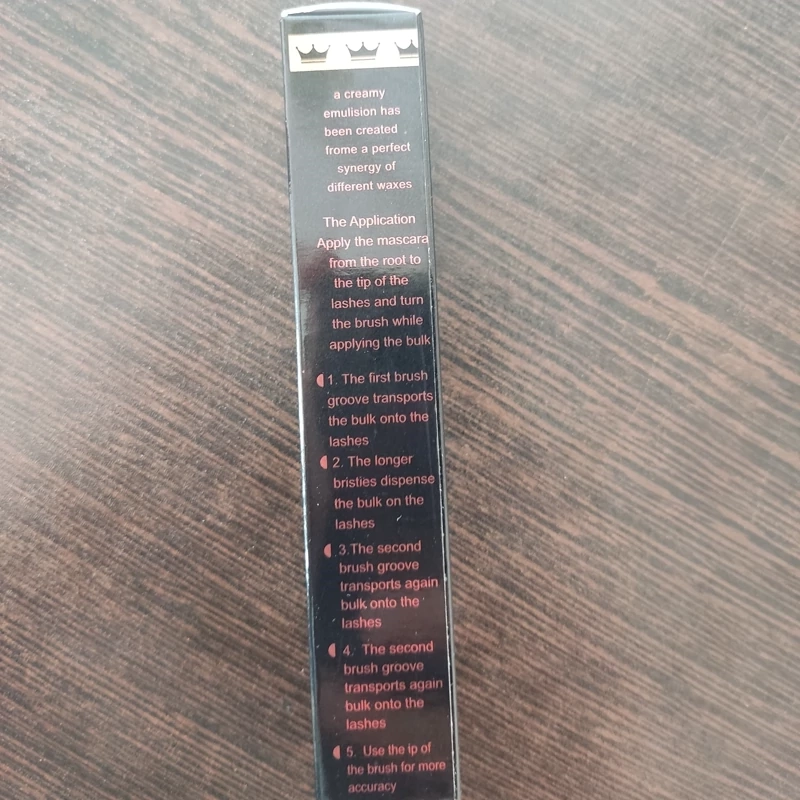 a creamy
emulision has
been created
frome a perfect
synergy of
different waxes
The Application
Apply the mascara
from the root to
the tip of the
lashes and turn
the brush while
applying the bulk
1. The first brush
groove transports
the bulk onto the
lashes
2. The longer
bristies dispense
the bulk on the
lashes
3.The second
brush groove
transports again
bulk onto the
lashes
4. The second
brush groove
transports again
bulk onto the
lashes
5. Use the ip of
the brush for more
accuracy